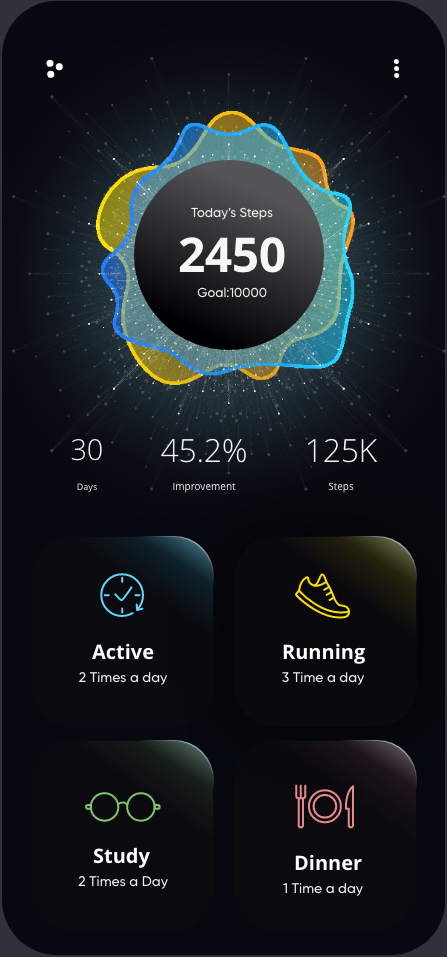 Today's Steps
2450
Goal:10000
30 45.2% 125K
Days Improvement Steps
Active Running
2 Times a day 3 Time a day
Study Dinner
2 Times a Day 1 Time a day